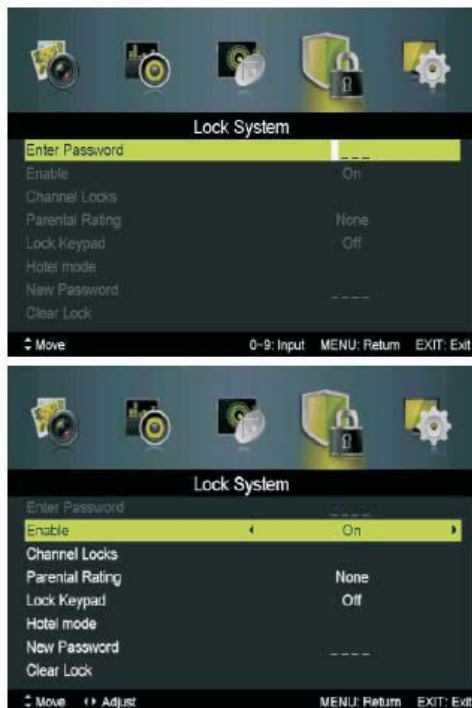 Lock System
Enter Password _ _ _
Enable On
Channel Locks
Parental Rating None
Lock Keypad Off
Hotel mode
New Password _ _ _ _
Clear Lock
Move 0~9: Input MENU: Return EXIT: Exit
Lock System
Enter Password _ _ _ _
Enable On
Channel Locks
Parental Rating None
Lock Keypad Off
Hotel mode
New Password _ _ _ _
Clear Lock
Move Adjust MENU: Return EXIT: Exit